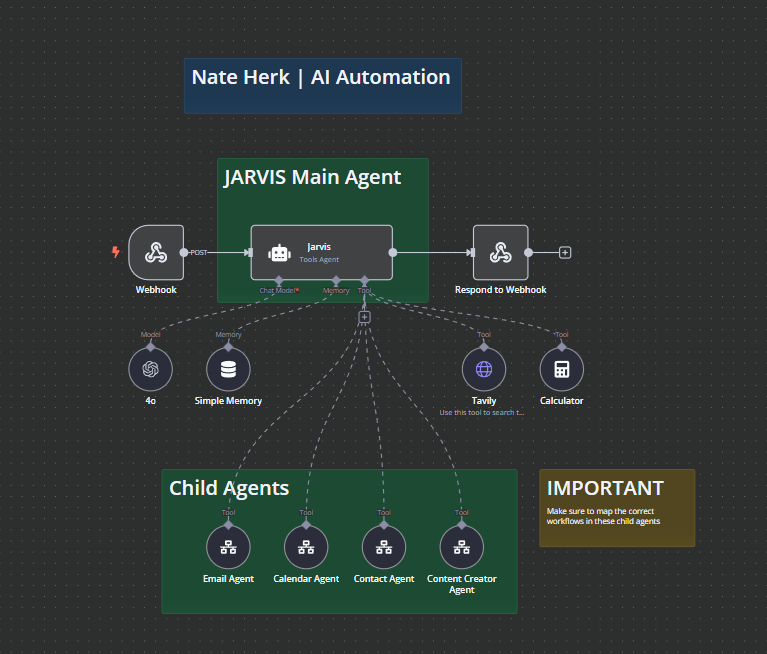 Nate Herk | AI Automation
JARVIS Main Agent
POST
Jarvis
Tools Agent
Webhook
Chat Model*
Memory
Tool
Respond to Webhook
Model
Memory
Tool
Tool
4o
Simple Memory
Tavily
Calculator
Use this tool to search t...
Child Agents
IMPORTANT
Make sure to map the correct
workflows in these child agents
Tool
Tool
Tool
Tool
Email Agent
Calendar Agent
Contact Agent
Content Creator
Agent